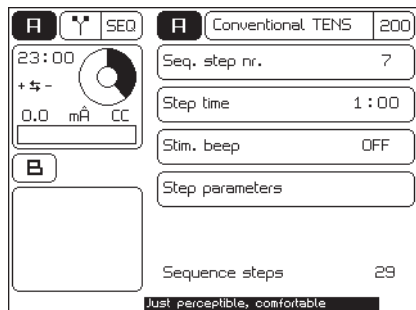 A SEQ A Conventional TENS 200
23:00
Seq. step nr. 7
+ -
Step time 1:00
0.0 mÂ CC
Stim. beep OFF
B
Step parameters
Sequence steps 29
Just perceptible, comfortable